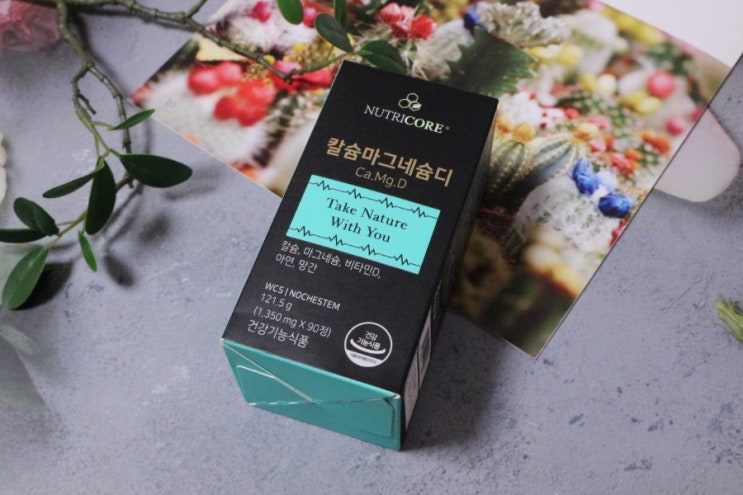 NUTRICORE®
칼슘마그네슘디
Ca.Mg.D
Take Nature
With You
칼슘, 마그네슘, 비타민D,
아연, 망간
WCS | NOCHESTEM
121.5 g
(1,350 mg X 90정)
건강기능식품
건강
기능식품